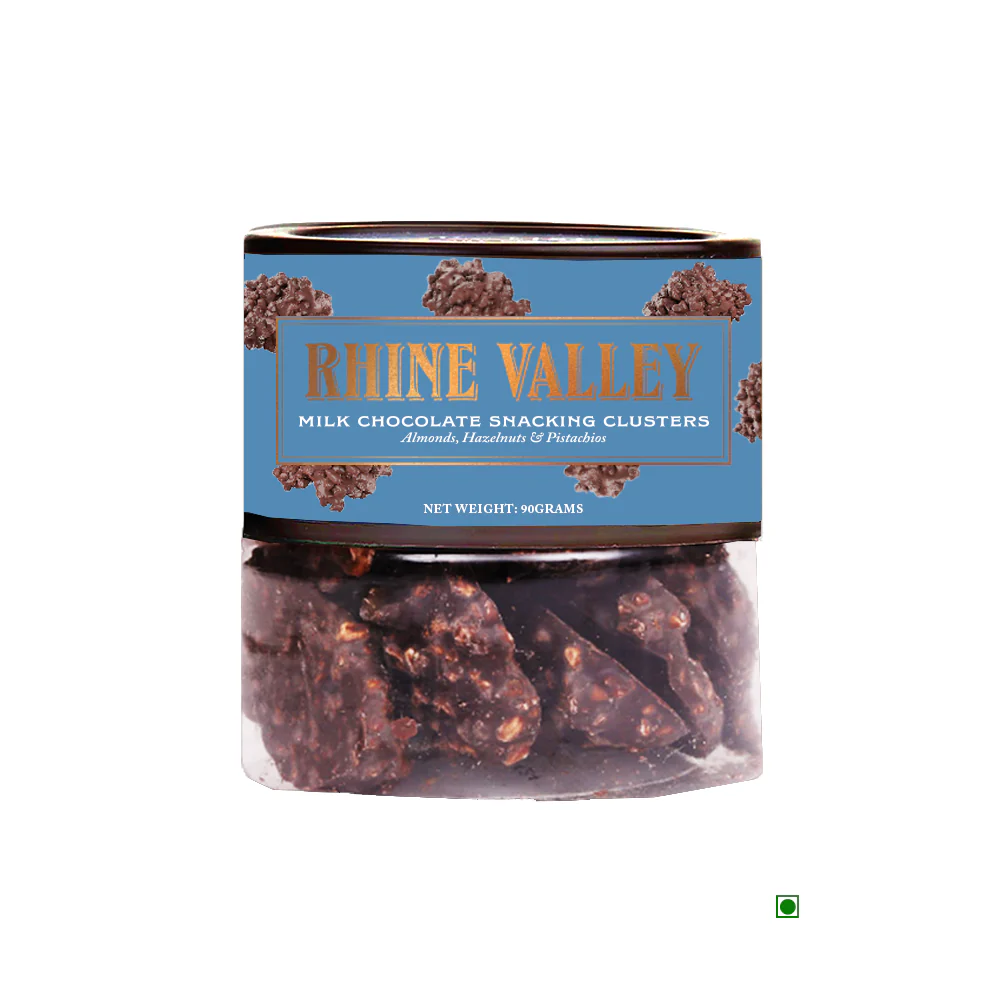 RHINE VALLEY
MILK CHOCOLATE SNACKING CLUSTERS
Almonds, Hazelnuts & Pistachios
NET WEIGHT: 90GRAMS